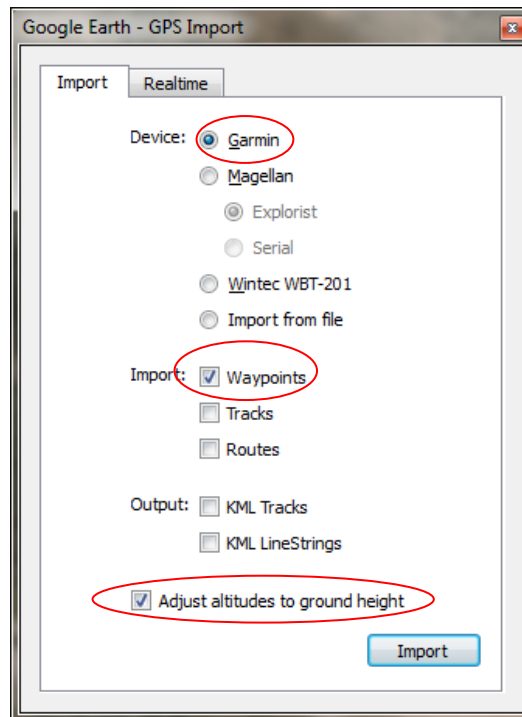 Google Earth - GPS Import
Import Realtime
Device: Garmin
Magellan
Explorist
Serial
Wintec WBT-201
Import from file
Import: Waypoints
Tracks
Routes
Output: KML Tracks
KML LineStrings
Adjust altitudes to ground height
Import